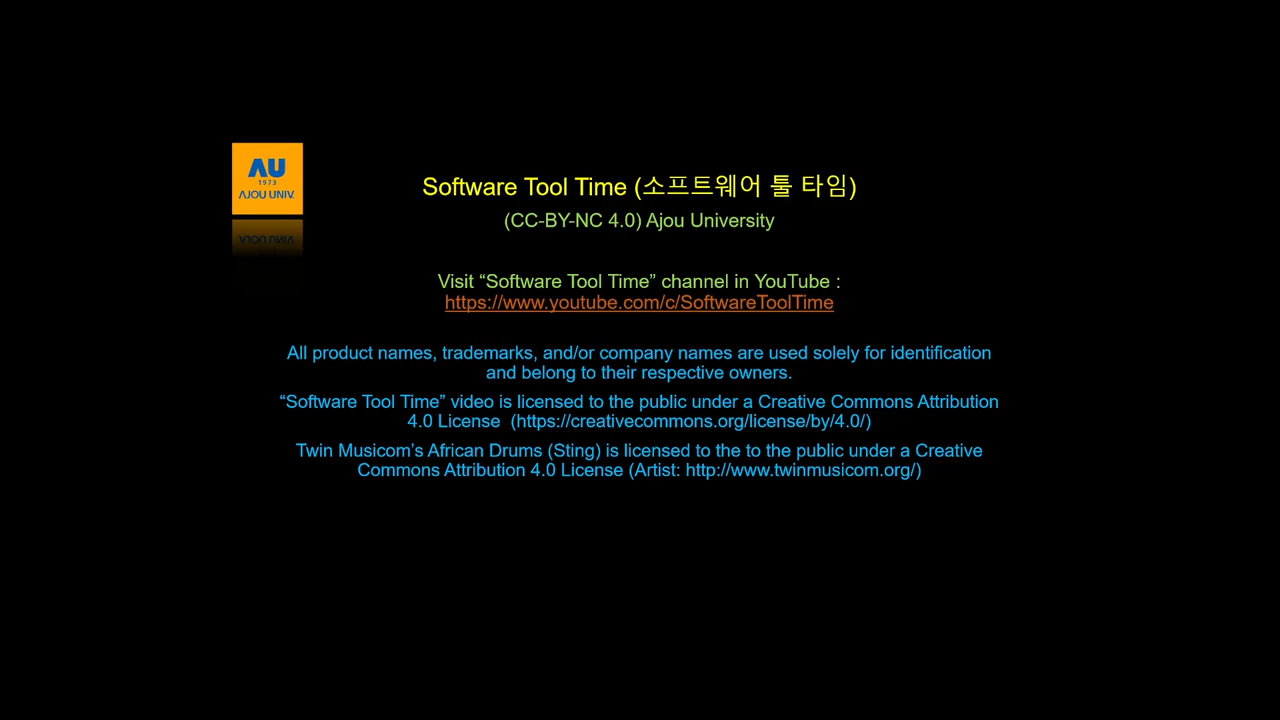 AU
1973
AJOU UNIV.
Software Tool Time (소프트웨어 툴 타임)
(CC-BY-NC 4.0) Ajou University
Visit “Software Tool Time” channel in YouTube :
https://www.youtube.com/c/SoftwareToolTime
All product names, trademarks, and/or company names are used solely for identification
and belong to their respective owners.
“Software Tool Time” video is licensed to the public under a Creative Commons Attribution
4.0 License (https://creativecommons.org/license/by/4.0/)
Twin Musicom’s African Drums (Sting) is licensed to the to the public under a Creative
Commons Attribution 4.0 License (Artist: http://www.twinmusicom.org/)